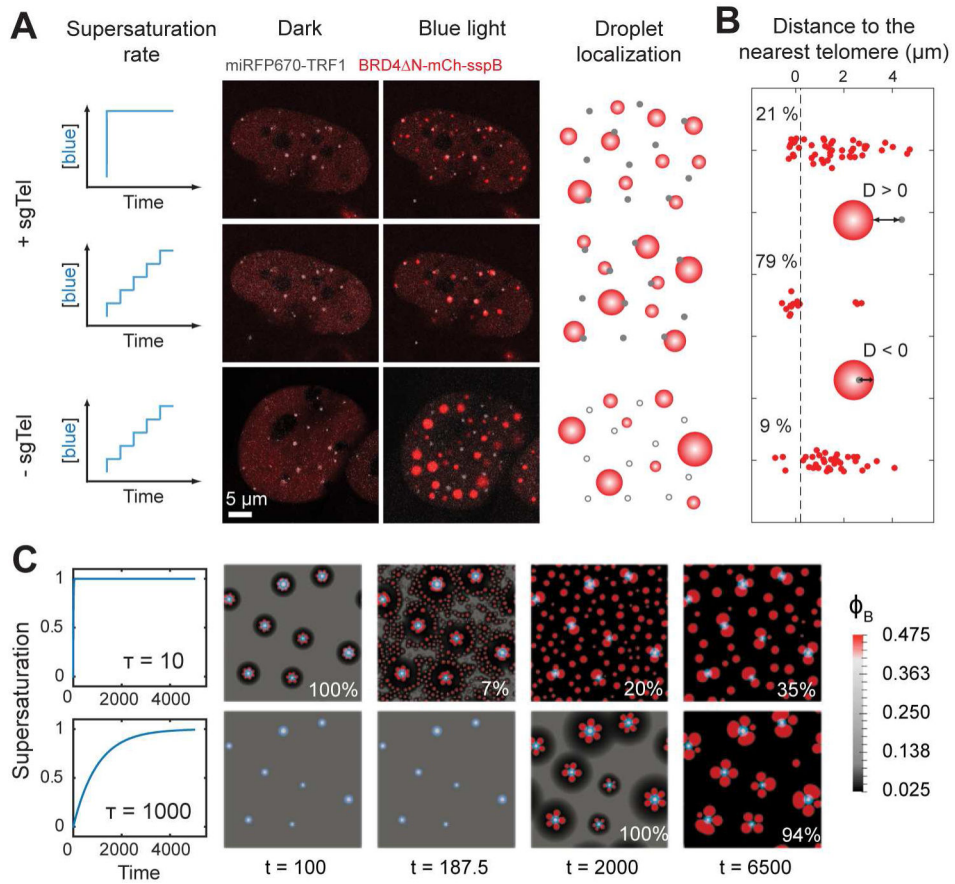 A
Supersaturation
rate
Dark
Blue light
Droplet
localization
miRFP670-TRF1
BRD4ΔN-mCh-sspB
+ sgTel
[blue]
Time
[blue]
Time
- sgTel
[blue]
Time
5 µm
B
Distance to the
nearest telomere (µm)
0 2 4
21 %
D > 0
79 %
D < 0
9 %
C
Supersaturation
1
0.5
0
τ = 10
0 2000 4000
100%
7%
20%
35%
1
0.5
0
τ = 1000
0 2000 4000
Time
100%
94%
t = 100
t = 187.5
t = 2000
t = 6500
ϕB
0.475
0.363
0.250
0.138
0.025